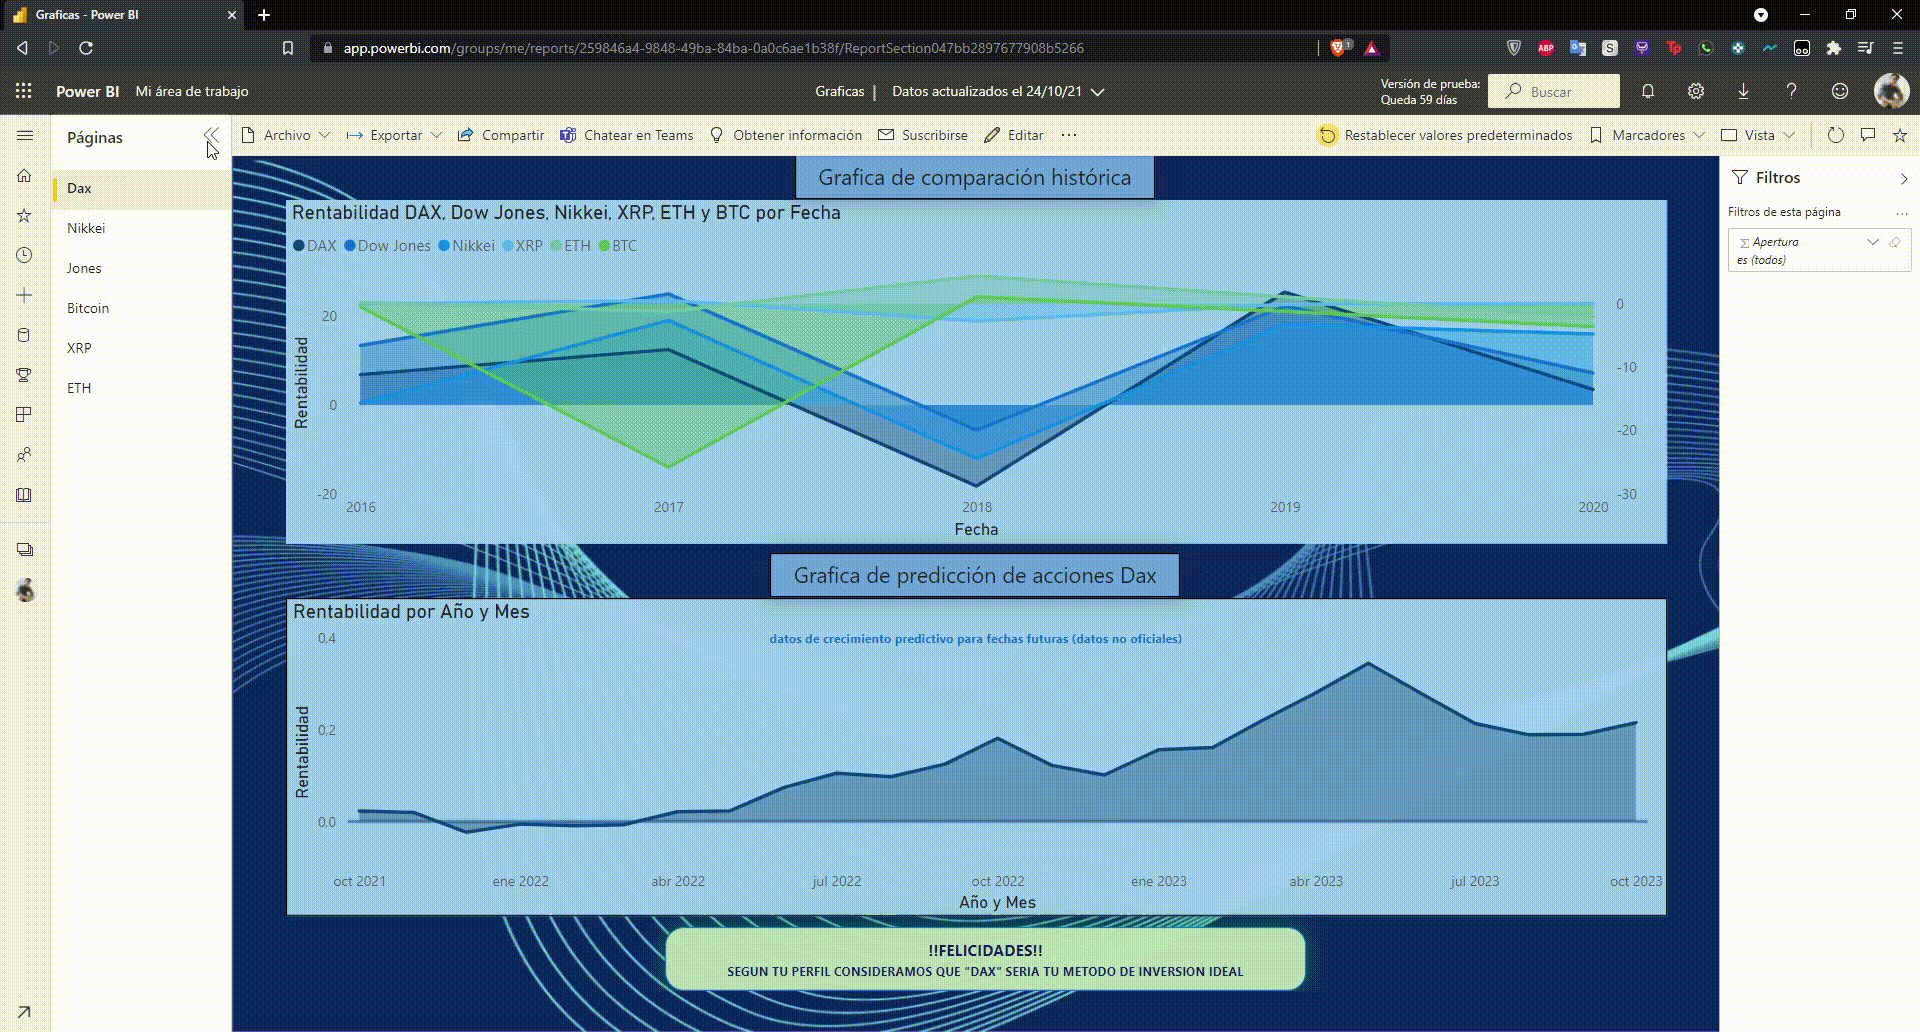 Graficas - Power BI
app.powerbi.com/groups/me/reports/259846a4-9848-49ba-84ba-0a0c6ae1b38f/ReportSection047bb2897677908b5266
1
ABP
S
Tp
Power BI
Mi área de trabajo
Graficas | Datos actualizados el 24/10/21
Versión de prueba:
Queda 59 días
Buscar
Páginas
Archivo
Exportar
Compartir
Chatear en Teams
Obtener información
Suscribirse
Editar
Restablecer valores predeterminados
Marcadores
Vista
Dax
Nikkei
Jones
Bitcoin
XRP
ETH
Grafica de comparación histórica
Rentabilidad DAX, Dow Jones, Nikkei, XRP, ETH y BTC por Fecha
DAX Dow Jones Nikkei XRP ETH BTC
Rentabilidad
20
0
-20
0
-10
-20
-30
2016 2017 2018 2019 2020
Fecha
Grafica de predicción de acciones Dax
Rentabilidad por Año y Mes
datos de crecimiento predictivo para fechas futuras (datos no oficiales)
Rentabilidad
0,4
0,2
0,0
oct 2021 ene 2022 abr 2022 jul 2022 oct 2022 ene 2023 abr 2023 jul 2023 oct 2023
Año y Mes
!!FELICIDADES!!
SEGUN TU PERFIL CONSIDERAMOS QUE "DAX" SERIA TU METODO DE INVERSION IDEAL
Filtros
Filtros de esta página
Apertura
es (todos)